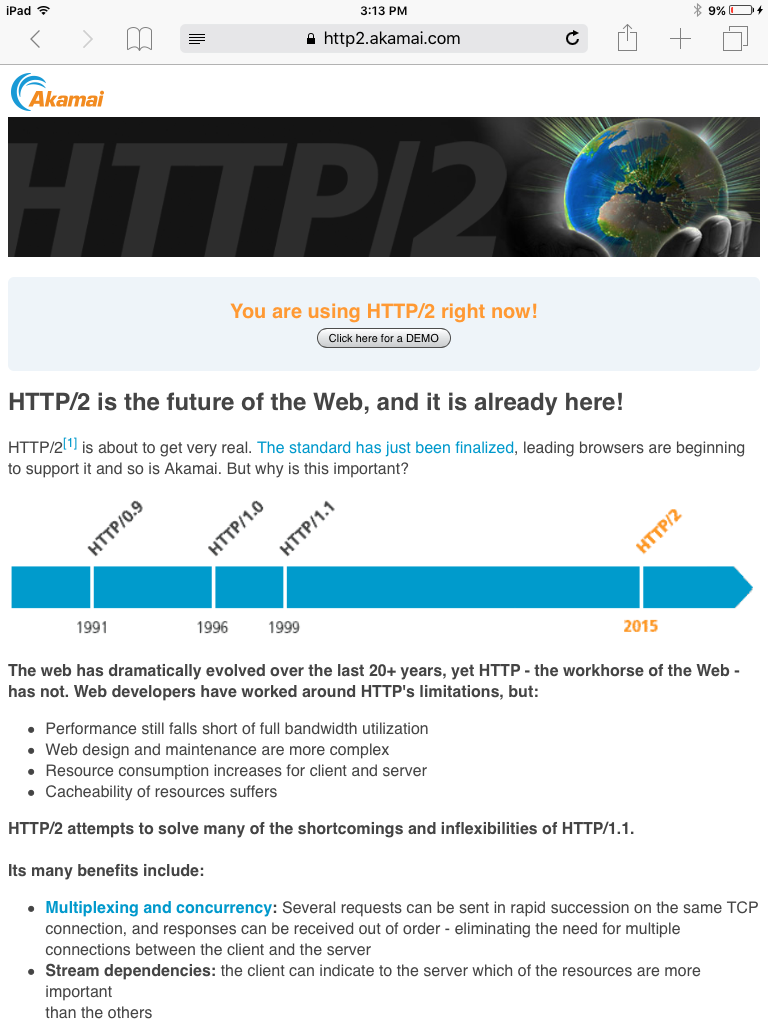 iPad 3:13 PM 9%
http2.akamai.com
Akamai
HTTP/2
You are using HTTP/2 right now!
Click here for a DEMO
HTTP/2 is the future of the Web, and it is already here!
HTTP/2[1] is about to get very real. The standard has just been finalized, leading browsers are beginning
to support it and so is Akamai. But why is this important?
HTTP/0.9 HTTP/1.0 HTTP/1.1 HTTP/2
1991 1996 1999 2015
The web has dramatically evolved over the last 20+ years, yet HTTP - the workhorse of the Web -
has not. Web developers have worked around HTTP's limitations, but:
• Performance still falls short of full bandwidth utilization
• Web design and maintenance are more complex
• Resource consumption increases for client and server
• Cacheability of resources suffers
HTTP/2 attempts to solve many of the shortcomings and inflexibilities of HTTP/1.1.
Its many benefits include:
• Multiplexing and concurrency: Several requests can be sent in rapid succession on the same TCP
connection, and responses can be received out of order - eliminating the need for multiple
connections between the client and the server
• Stream dependencies: the client can indicate to the server which of the resources are more
important
than the others